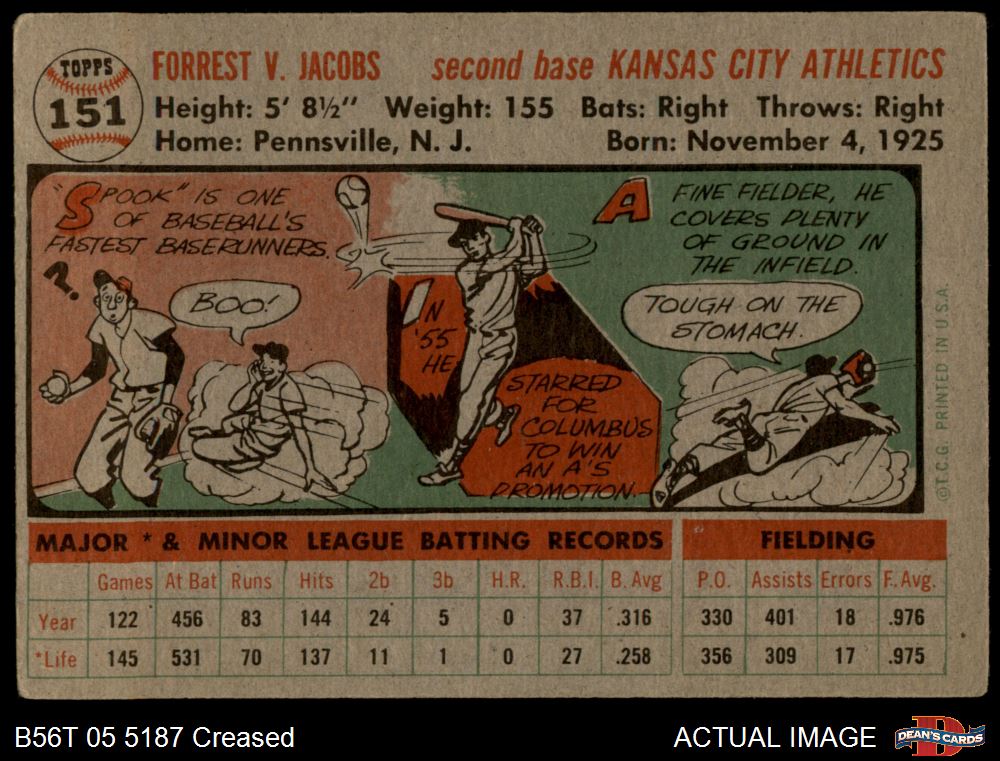 TOPPS
151
FORREST V. JACOBS second base KANSAS CITY ATHLETICS
Height: 5' 8½" Weight: 155 Bats: Right Throws: Right
Home: Pennsville, N. J. Born: November 4, 1925
"SPOOK" IS ONE
OF BASEBALL'S
FASTEST BASERUNNERS.
?
BOO!
IN
'55
HE
STARRED
FOR
COLUMBUS
TO WIN
AN A'S
PROMOTION.
A FINE FIELDER, HE
COVERS PLENTY
OF GROUND IN
THE INFIELD.
TOUGH ON THE
STOMACH.
©T.C.G. PRINTED IN U.S.A.
MAJOR * & MINOR LEAGUE BATTING RECORDS FIELDING
Games At Bat Runs Hits 2b 3b H.R. R.B.I. B. Avg P.O. Assists Errors F. Avg.
Year 122 456 83 144 24 5 0 37 .316 330 401 18 .976
*Life 145 531 70 137 11 1 0 27 .258 356 309 17 .975
B56T 05 5187 Creased ACTUAL IMAGE DEAN'S CARDS